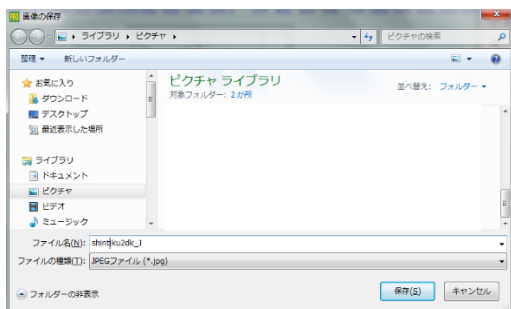 画像の保存
ライブラリ ピクチャ
ピクチャの検索
整理 新しいフォルダー
お気に入り
ダウンロード
デスクトップ
最近表示した場所
ライブラリ
ドキュメント
ピクチャ
ビデオ
ミュージック
ピクチャ ライブラリ
対象フォルダー: 2か所
並べ替え: フォルダー
ファイル名(N):
ファイルの種類(T): JPEGファイル (*.jpg)
フォルダーの非表示
保存(S)
キャンセル